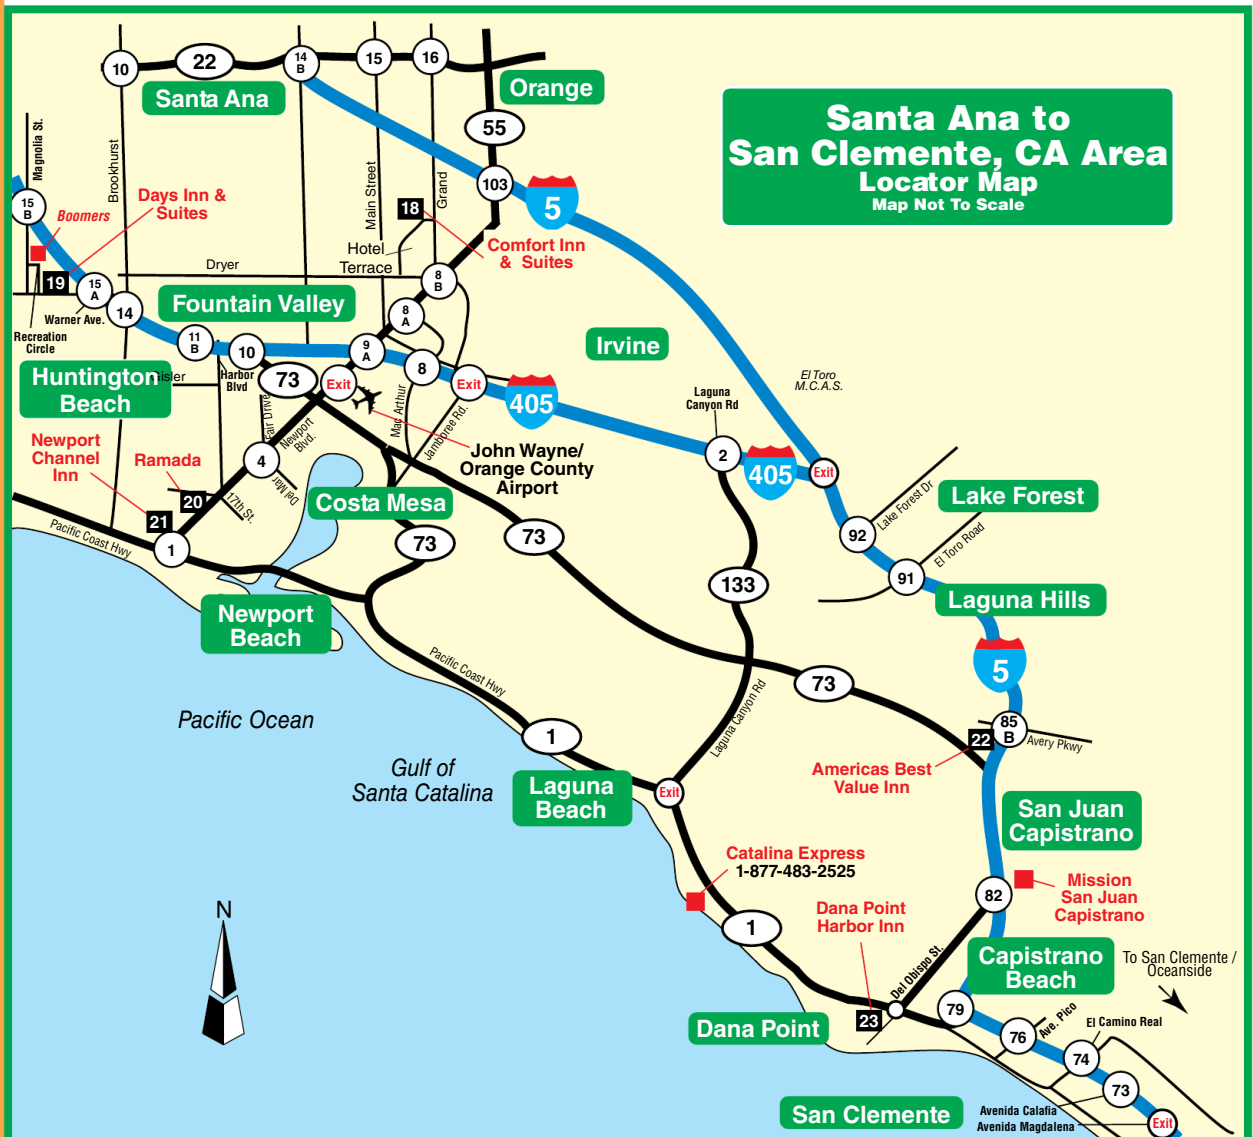 Santa Ana to
San Clemente, CA Area
Locator Map
Map Not To Scale
10
22
14
B
15
16
Santa Ana
Orange
55
103
5
Magnolia St.
Brookhurst
Main Street
Grand
15
B
Boomers
Days Inn &
Suites
18
Hotel
Terrace
Comfort Inn
& Suites
Dryer
19
15
A
14
Warner Ave.
Recreation
Circle
Fountain Valley
8
B
8
A
11
B
10
9
A
8
Irvine
Huntington
Beach
Gisler
Harbor
Blvd
73
Exit
Exit
405
El Toro
M.C.A.S.
Laguna
Canyon Rd
Fair Drive
Newport
Blvd.
Mac Arthur
Jamboree Rd.
John Wayne/
Orange County
Airport
Newport
Channel
Inn
Ramada
4
Del Mar
2
405
Exit
20
17th St.
21
1
Pacific Coast Hwy
Costa Mesa
73
73
Lake Forest Dr
Lake Forest
92
El Toro Road
91
133
Laguna Hills
Newport
Beach
5
Pacific Coast Hwy
73
Laguna Canyon Rd
Pacific Ocean
1
85
B
22
Avery Pkwy
Americas Best
Value Inn
Gulf of
Santa Catalina
Laguna
Beach
Exit
San Juan
Capistrano
Catalina Express
1-877-483-2525
82
Mission
San Juan
Capistrano
N
1
Dana Point
Harbor Inn
Del Obispo St.
Capistrano
Beach
To San Clemente /
Oceanside
23
Dana Point
79
76
Ave. Pico
El Camino Real
74
73
San Clemente
Avenida Calafia
Avenida Magdalena
Exit